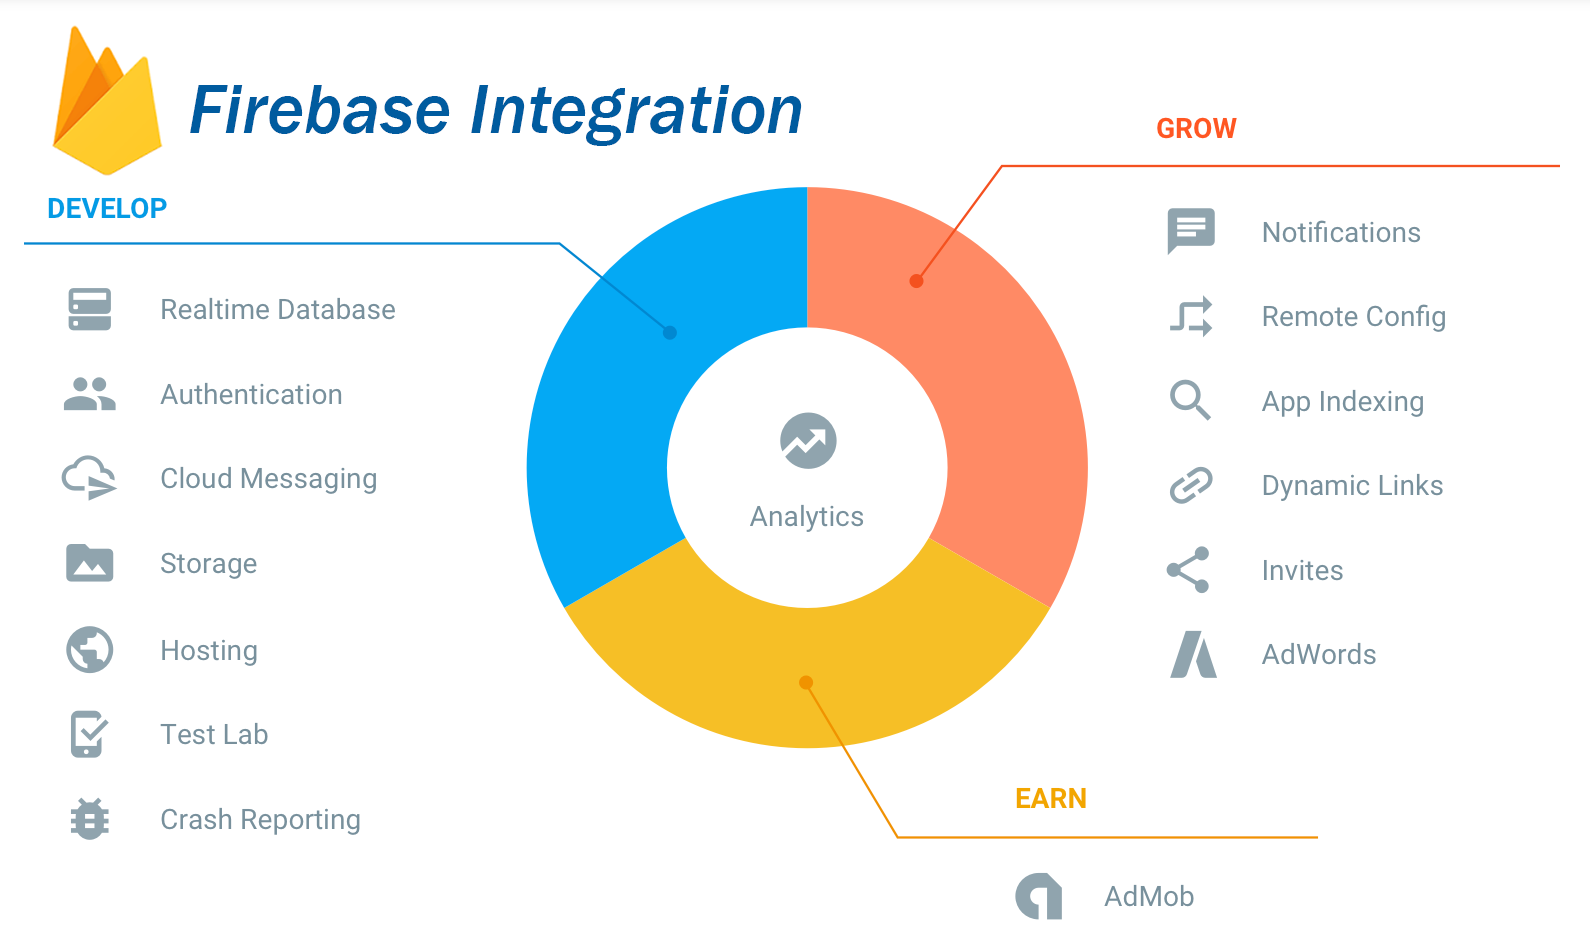 Firebase Integration
DEVELOP
Realtime Database
Authentication
Cloud Messaging
Storage
Hosting
Test Lab
Crash Reporting
Analytics
GROW
Notifications
Remote Config
App Indexing
Dynamic Links
Invites
AdWords
EARN
AdMob